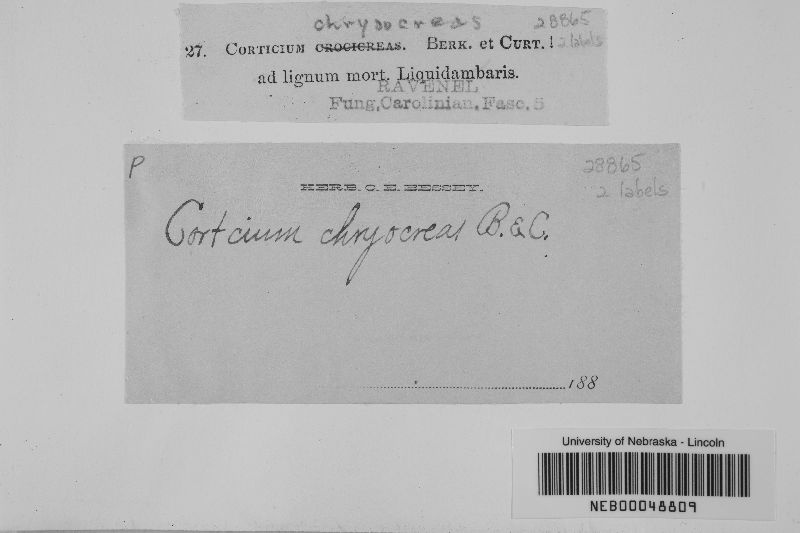 chrysocreas 28865
27. CORTICIUM CROCICREAS. BERK. et CURT. ! 2 labels
ad lignum mort. Liquidambaris.
RAVENEL
Fung. Carolinian. Fasc. 5
P 28865
HERB. C. E. BESSEY. 2 labels
Corticium chryocreas B. & C.
188
University of Nebraska - Lincoln
NEB00048809